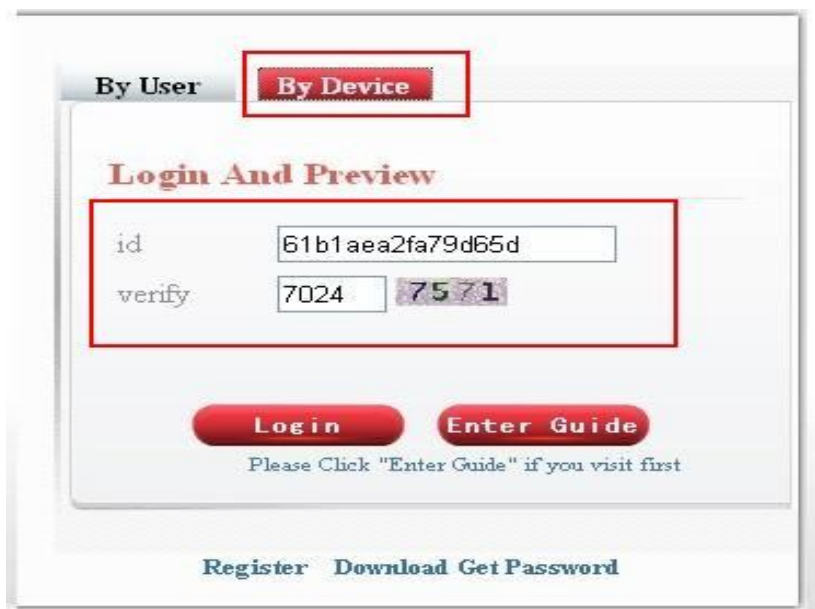 By User By Device
Login And Preview
id 61b1aea2fa79d65d
verify 7024 7571
Login Enter Guide
Please Click "Enter Guide" if you visit first
Register Download Get Password